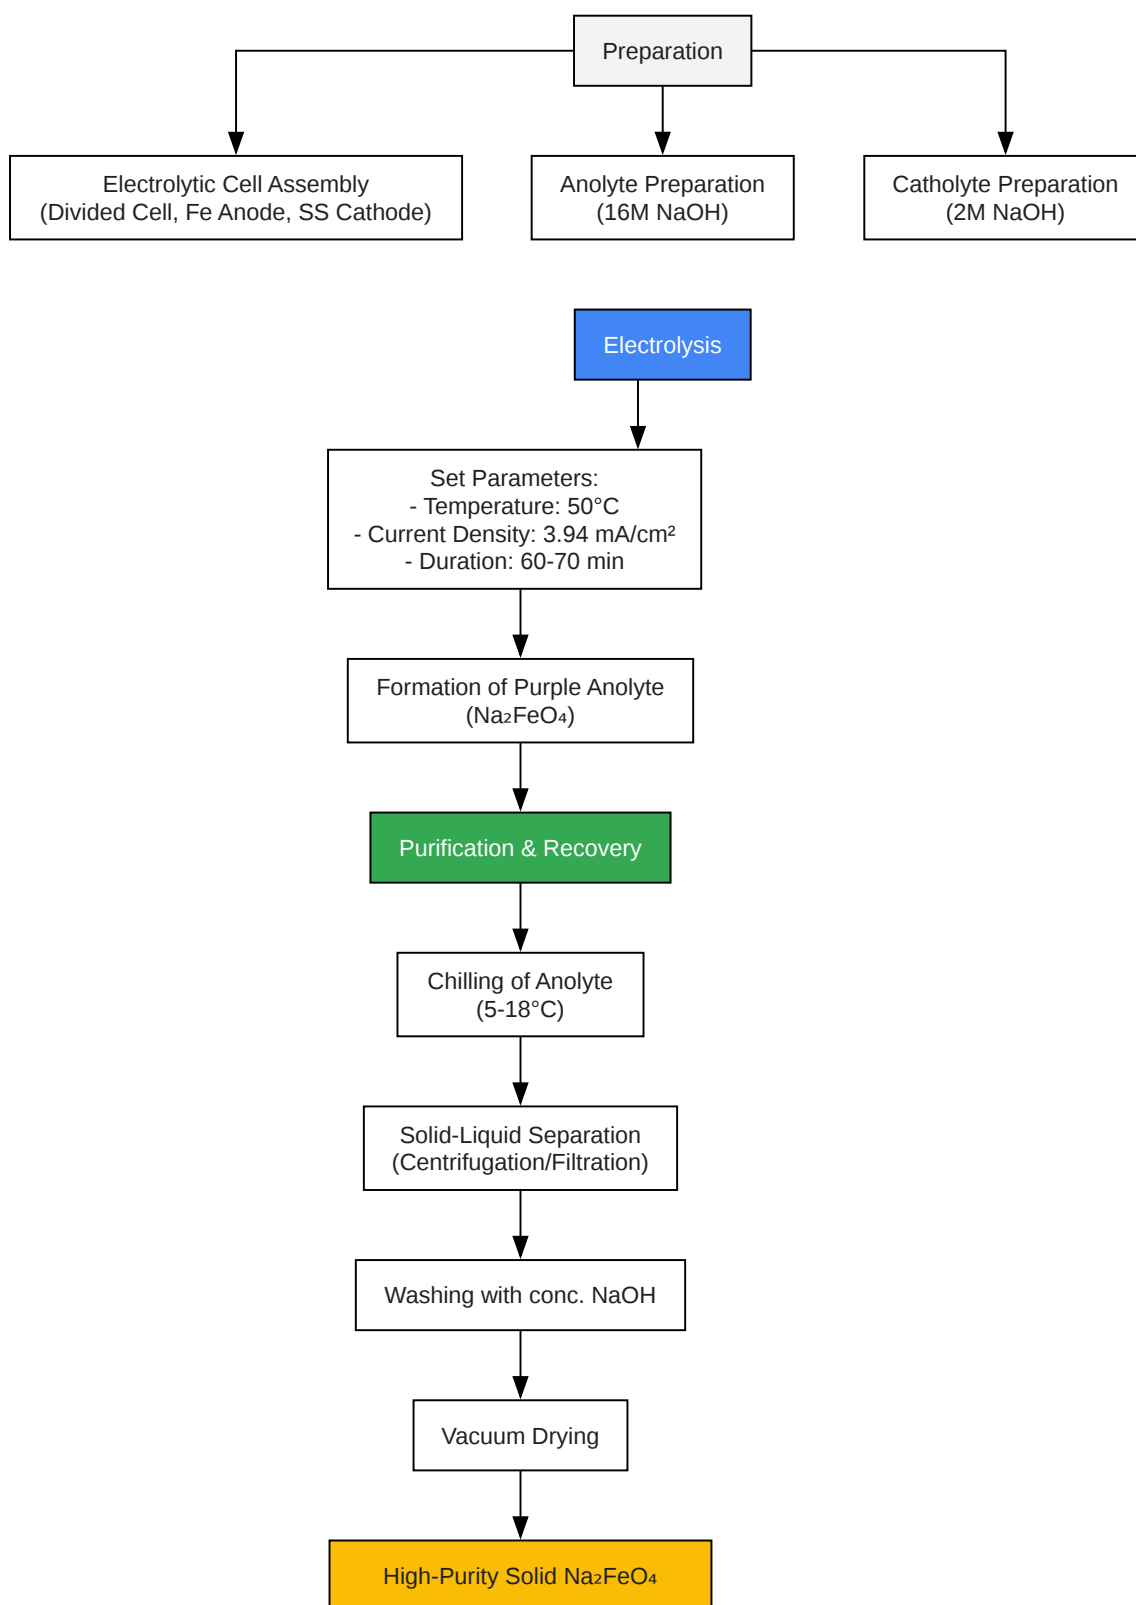 Preparation
Electrolytic Cell Assembly
(Divided Cell, Fe Anode, SS Cathode)
Anolyte Preparation
(16M NaOH)
Catholyte Preparation
(2M NaOH)
Electrolysis
Set Parameters:
- Temperature: 50°C
- Current Density: 3.94 mA/cm²
- Duration: 60-70 min
Formation of Purple Anolyte
(Na₂FeO₄)
Purification & Recovery
Chilling of Anolyte
(5-18°C)
Solid-Liquid Separation
(Centrifugation/Filtration)
Washing with conc. NaOH
Vacuum Drying
High-Purity Solid Na₂FeO₄